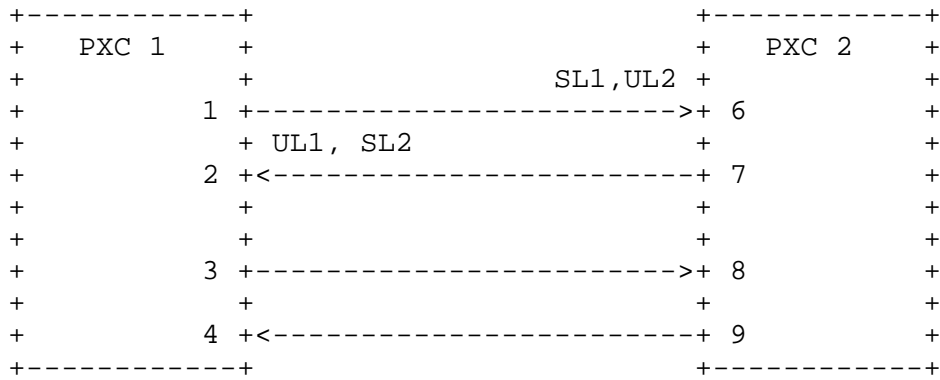 +------------+                         +------------+
+   PXC 1    +                         +   PXC 2    +
+            +                 SL1,UL2 +            +
+          1 +------------------------>+ 6          +
+            + UL1, SL2                +            +
+          2 +<------------------------+ 7          +
+            +                         +            +
+            +                         +            +
+          3 +------------------------>+ 8          +
+            +                         +            +
+          4 +<------------------------+ 9          +
+------------+                         +------------+